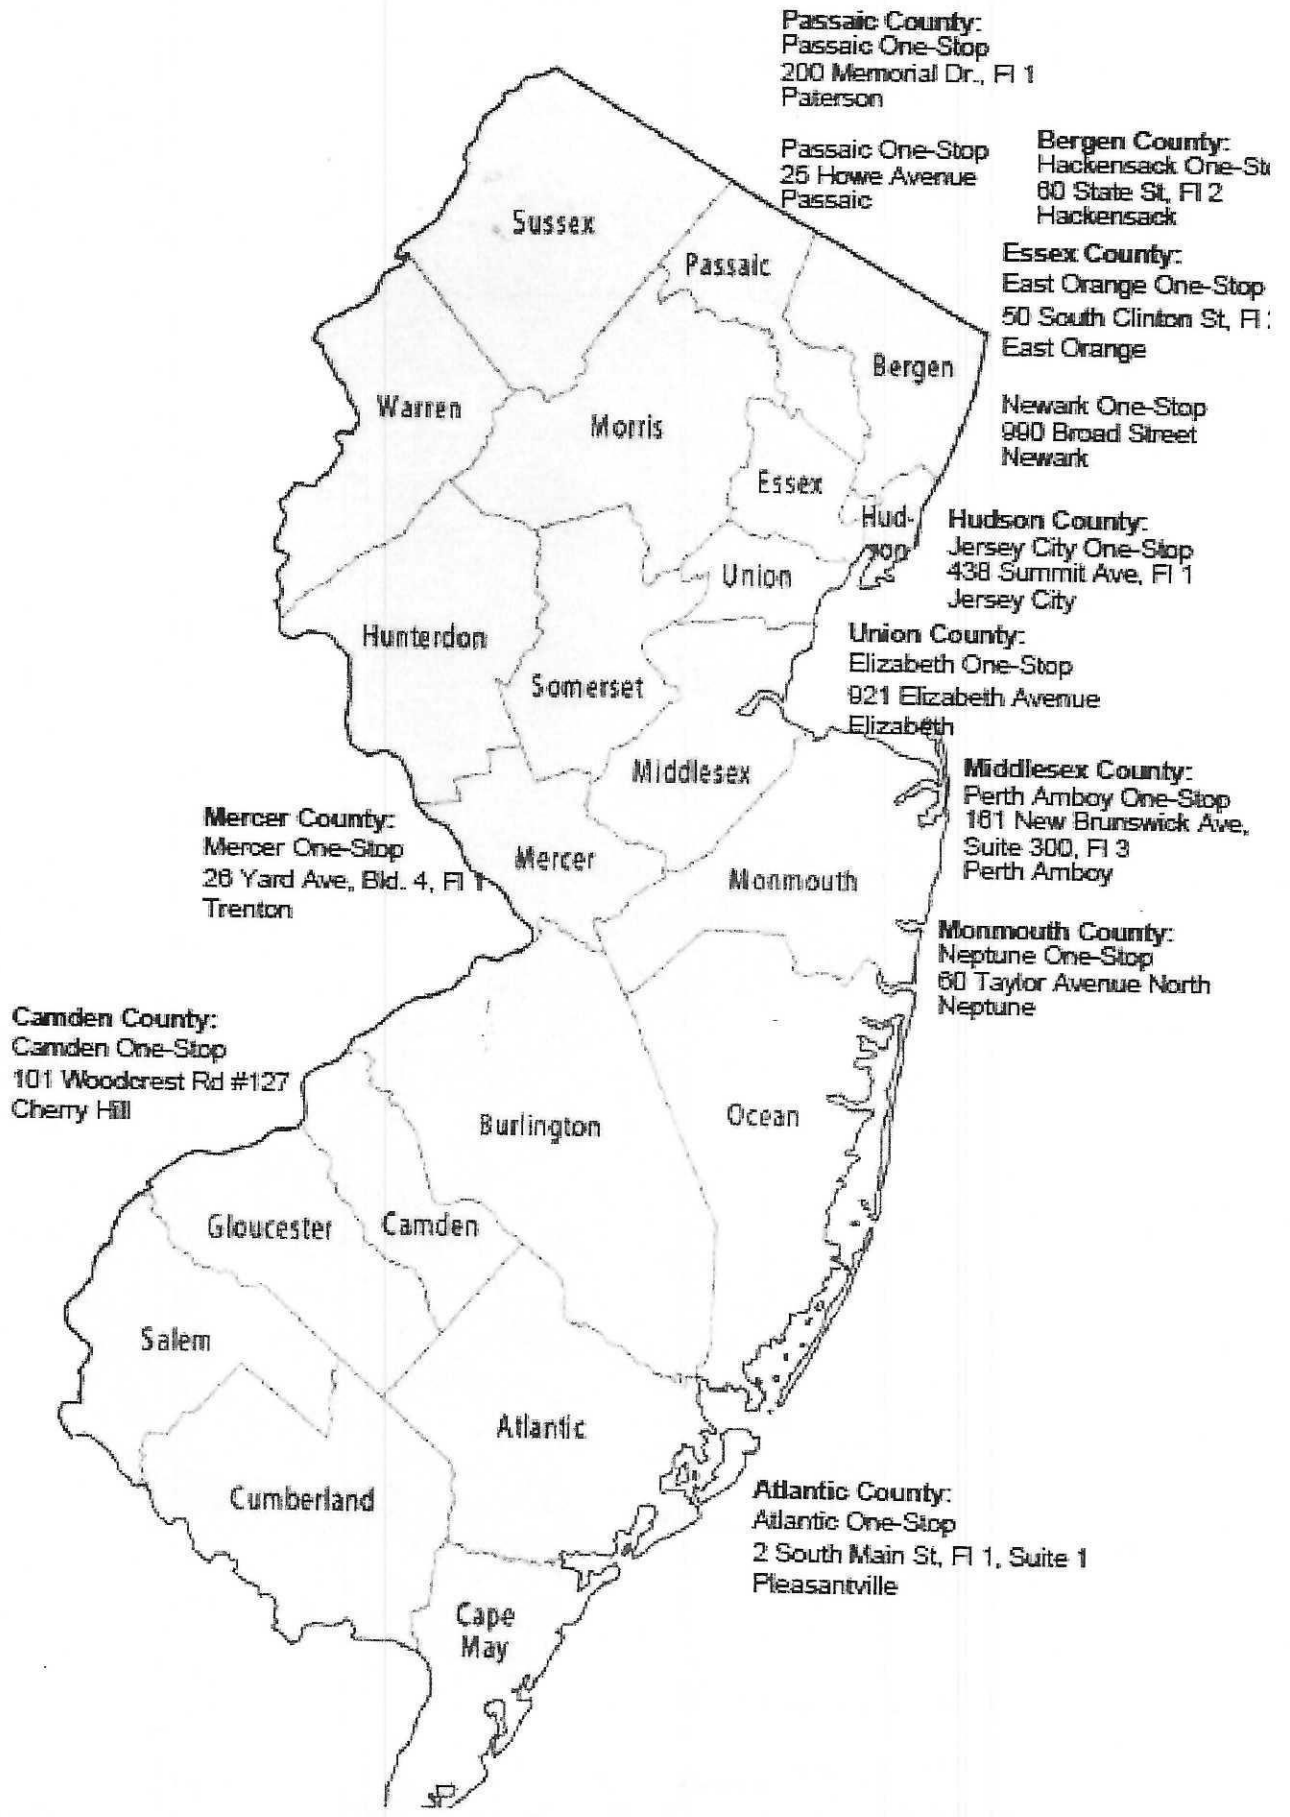 Passaic County:
Passaic One-Stop
200 Memorial Dr., Fl 1
Paterson
Passaic One-Stop
25 Howe Avenue
Passaic
Bergen County:
Hackensack One-Sto
60 State St, Fl 2
Hackensack
Essex County:
East Orange One-Stop
50 South Clinton St, Fl
East Orange
Newark One-Stop
990 Broad Street
Newark
Hudson County:
Jersey City One-Stop
438 Summit Ave, Fl 1
Jersey City
Union County:
Elizabeth One-Stop
921 Elizabeth Avenue
Elizabeth
Middlesex County:
Perth Amboy One-Stop
161 New Brunswick Ave,
Suite 300, Fl 3
Perth Amboy
Mercer County:
Mercer One-Stop
26 Yard Ave, Bld. 4, Fl 1
Trenton
Monmouth County:
Neptune One-Stop
60 Taylor Avenue North
Neptune
Camden County:
Camden One-Stop
101 Woodcrest Rd #127
Cherry Hill
Atlantic County:
Atlantic One-Stop
2 South Main St, Fl 1, Suite 1
Pleasantville
Sussex
Passaic
Bergen
Warren
Morris
Essex
Hud-
son
Union
Hunterdon
Somerset
Middlesex
Mercer
Monmouth
Ocean
Burlington
Gloucester
Camden
Salem
Atlantic
Cumberland
Cape
May